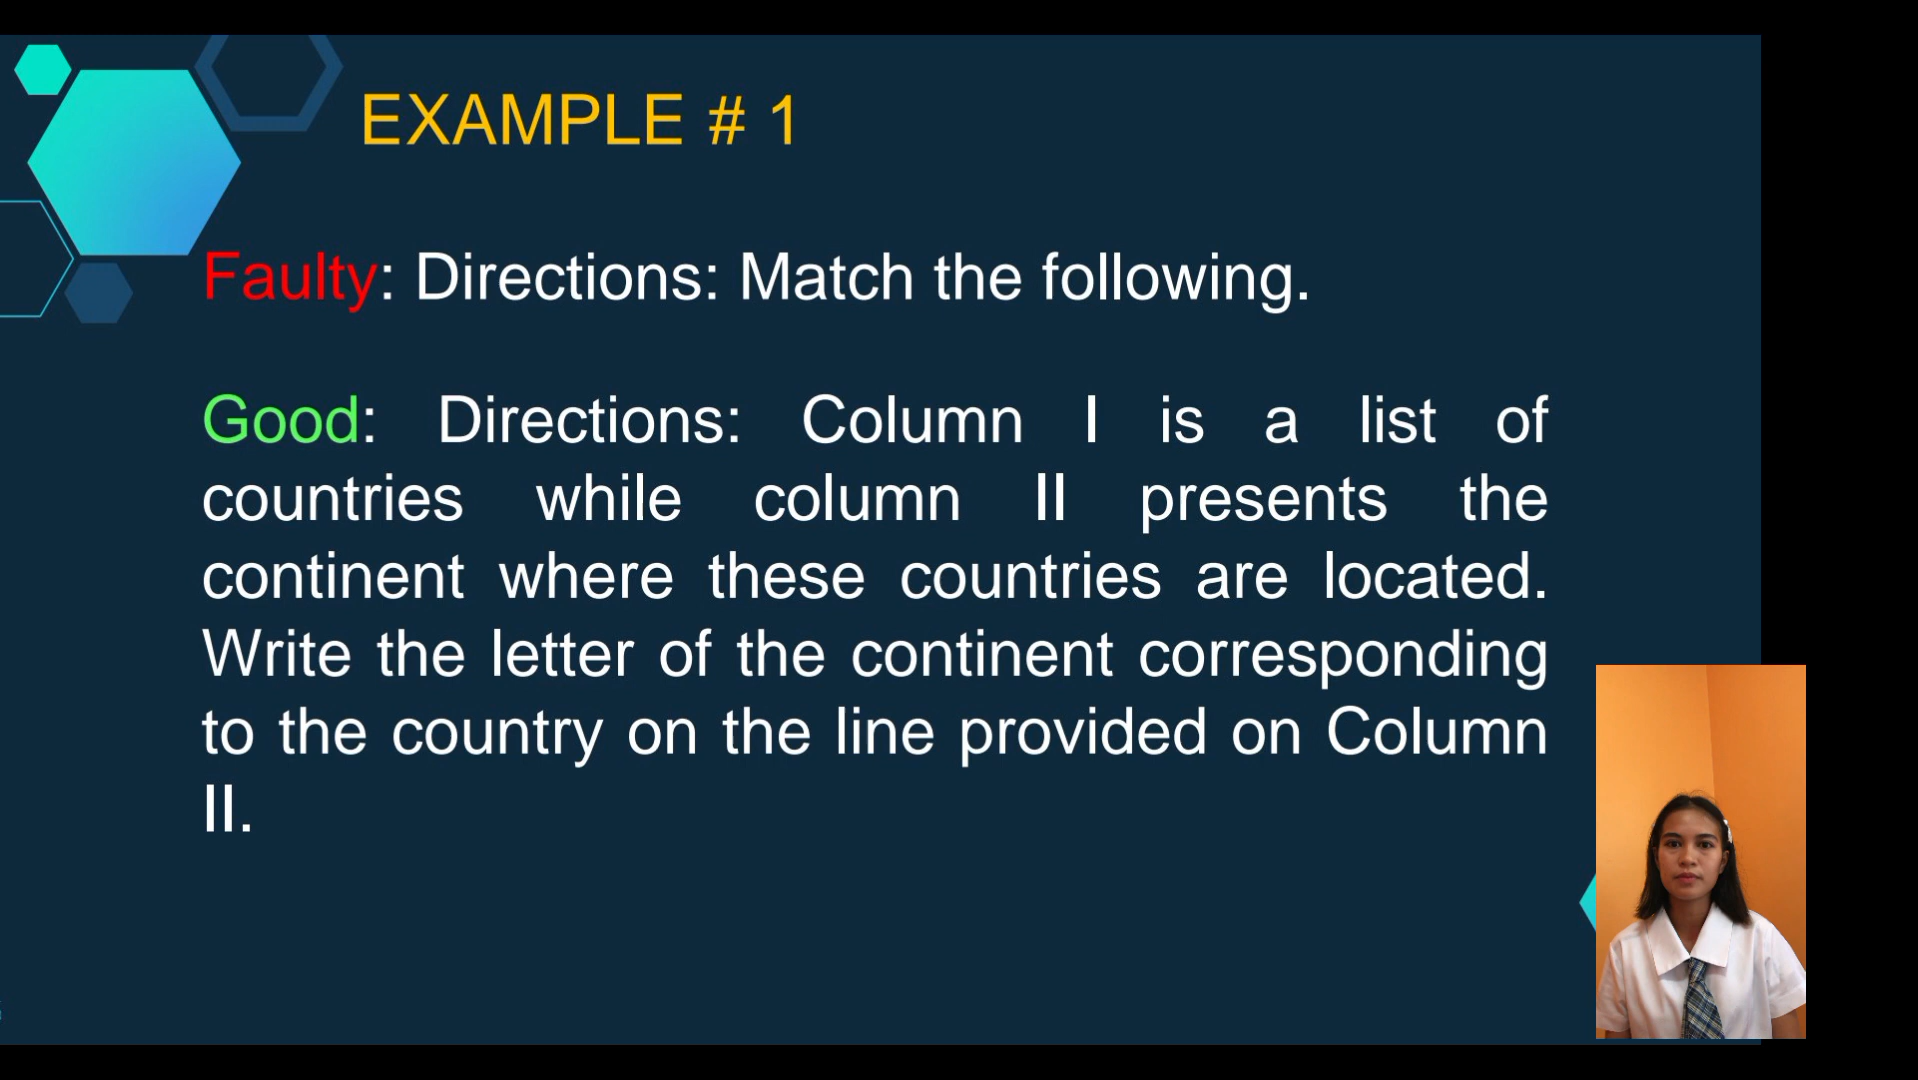 EXAMPLE # 1
Faulty: Directions: Match the following.
Good: Directions: Column I is a list of
countries while column II presents the
continent where these countries are located.
Write the letter of the continent corresponding
to the country on the line provided on Column
II.